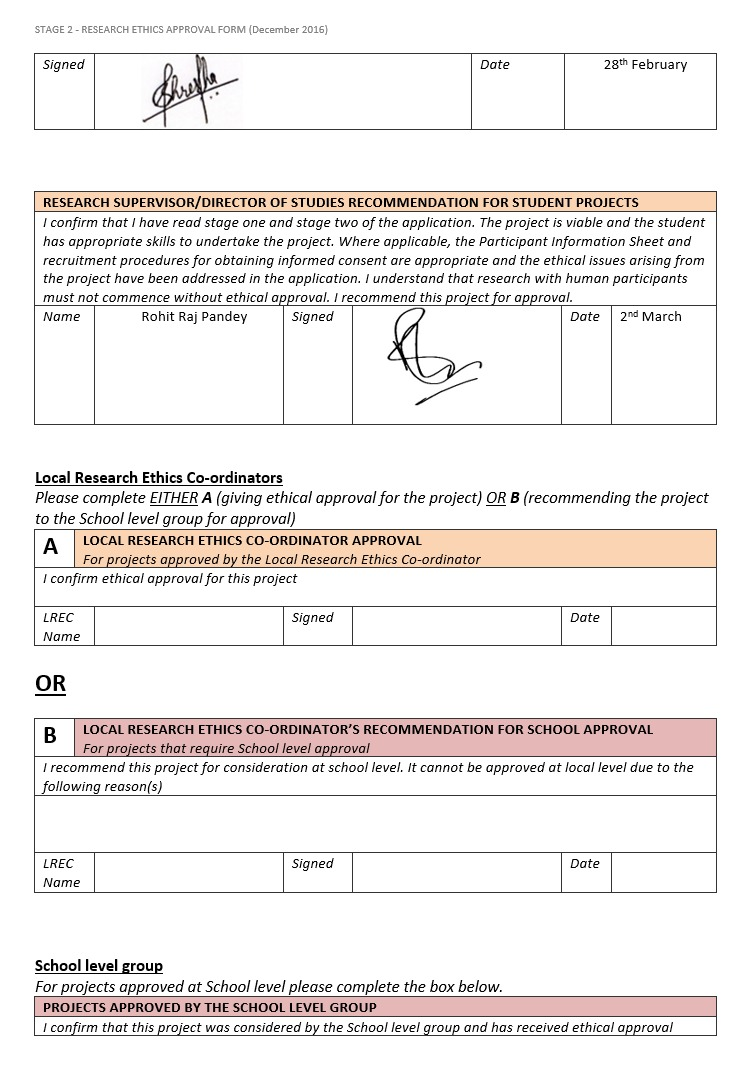 STAGE 2 - RESEARCH ETHICS APPROVAL FORM (December 2016)
Signed Shrestha Date 28th February
RESEARCH SUPERVISOR/DIRECTOR OF STUDIES RECOMMENDATION FOR STUDENT PROJECTS
I confirm that I have read stage one and stage two of the application. The project is viable and the student
has appropriate skills to undertake the project. Where applicable, the Participant Information Sheet and
recruitment procedures for obtaining informed consent are appropriate and the ethical issues arising from
the project have been addressed in the application. I understand that research with human participants
must not commence without ethical approval. I recommend this project for approval.
Name Rohit Raj Pandey Signed Date 2nd March
Local Research Ethics Co-ordinators
Please complete EITHER A (giving ethical approval for the project) OR B (recommending the project
to the School level group for approval)
A LOCAL RESEARCH ETHICS CO-ORDINATOR APPROVAL
For projects approved by the Local Research Ethics Co-ordinator
I confirm ethical approval for this project
LREC Signed Date
Name
OR
B LOCAL RESEARCH ETHICS CO-ORDINATOR'S RECOMMENDATION FOR SCHOOL APPROVAL
For projects that require School level approval
I recommend this project for consideration at school level. It cannot be approved at local level due to the
following reason(s)
LREC Signed Date
Name
School level group
For projects approved at School level please complete the box below.
PROJECTS APPROVED BY THE SCHOOL LEVEL GROUP
I confirm that this project was considered by the School level group and has received ethical approval